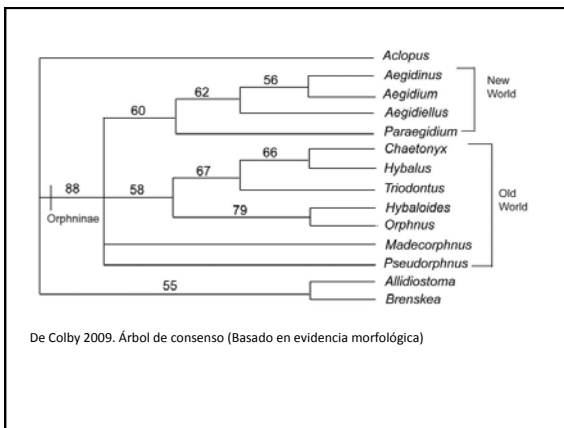 Aclopus
Aegidinus
56
Aegidium
New World
62
Aegidiellus
60
Paraegidium
Chaetonyx
66
Hybalus
67
Triodontus
88
58
Old World
Hybaloides
79
Orphninae
Orphnus
Madecorphnus
Pseudorphnus
Allidiostoma
55
Brenskea
De Colby 2009. Árbol de consenso (Basado en evidencia morfológica)